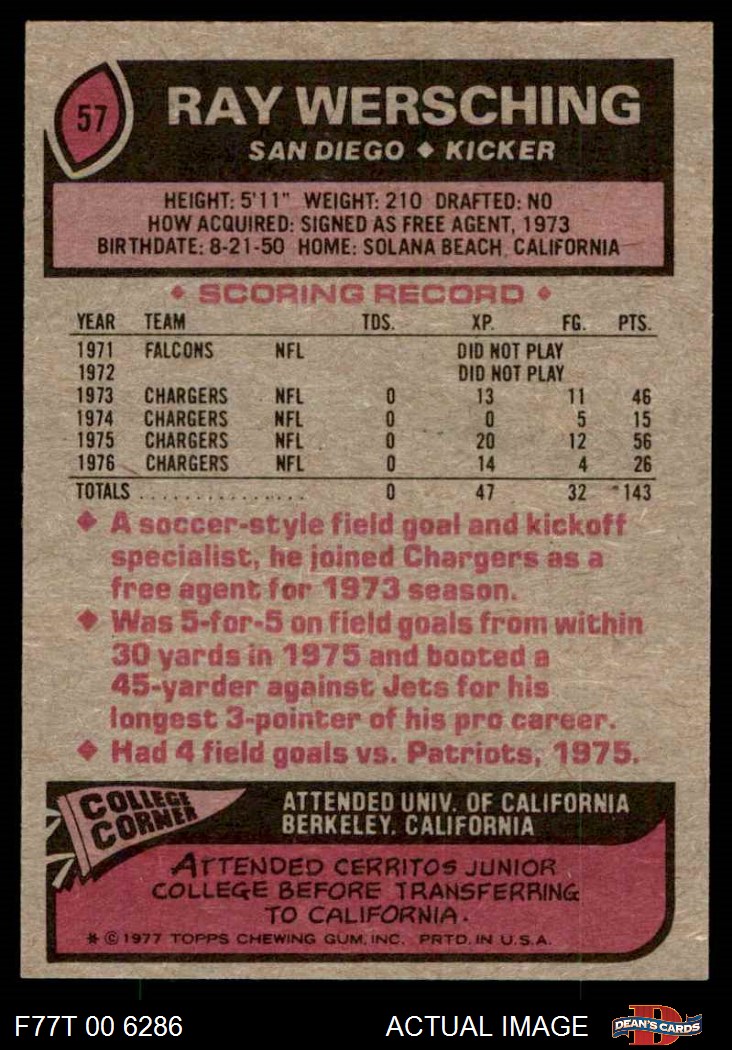 57
RAY WERSCHING
SAN DIEGO ♦ KICKER
HEIGHT: 5'11" WEIGHT: 210 DRAFTED: NO
HOW ACQUIRED: SIGNED AS FREE AGENT, 1973
BIRTHDATE: 8-21-50 HOME: SOLANA BEACH, CALIFORNIA
♦ SCORING RECORD ♦
YEAR TEAM TDS. XP. FG. PTS.
1971 FALCONS NFL DID NOT PLAY
1972 DID NOT PLAY
1973 CHARGERS NFL 0 13 11 46
1974 CHARGERS NFL 0 0 5 15
1975 CHARGERS NFL 0 20 12 56
1976 CHARGERS NFL 0 14 4 26
TOTALS ................ 0 47 32 143
♦ A soccer-style field goal and kickoff
specialist, he joined Chargers as a
free agent for 1973 season.
♦ Was 5-for-5 on field goals from within
30 yards in 1975 and booted a
45-yarder against Jets for his
longest 3-pointer of his pro career.
♦ Had 4 field goals vs. Patriots, 1975.
COLLEGE
CORNER
ATTENDED UNIV. OF CALIFORNIA
BERKELEY, CALIFORNIA
ATTENDED CERRITOS JUNIOR
COLLEGE BEFORE TRANSFERRING
TO CALIFORNIA.
* © 1977 TOPPS CHEWING GUM, INC. PRTD. IN U.S.A.
F77T 00 6286 ACTUAL IMAGE D DEAN'S CARDS